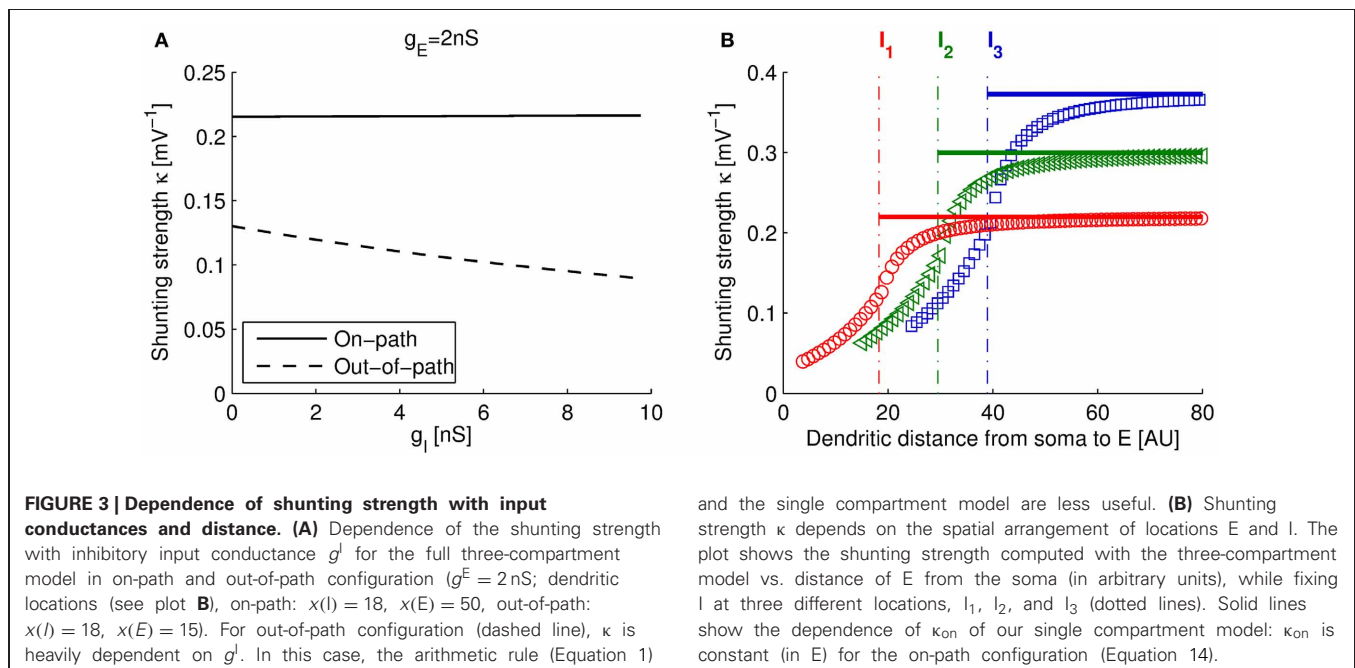 A
g_E=2nS
0.25
0.2
0.15
0.1
0.05
0
Shunting strength κ [mV⁻¹]
On−path
Out−of−path
0 2 4 6 8 10
g_I [nS]
B
I₁ I₂ I₃
0.4
0.3
0.2
0.1
0
Shunting strength κ [mV⁻¹]
0 20 40 60 80
Dendritic distance from soma to E [AU]
FIGURE 3 | Dependence of shunting strength with input
conductances and distance. (A) Dependence of the shunting strength
with inhibitory input conductance gᴵ for the full three-compartment
model in on-path and out-of-path configuration (gᴱ = 2 nS; dendritic
locations (see plot B), on-path: x(I) = 18, x(E) = 50, out-of-path:
x(I) = 18, x(E) = 15). For out-of-path configuration (dashed line), κ is
heavily dependent on gᴵ. In this case, the arithmetic rule (Equation 1)
and the single compartment model are less useful. (B) Shunting
strength κ depends on the spatial arrangement of locations E and I. The
plot shows the shunting strength computed with the three-compartment
model vs. distance of E from the soma (in arbitrary units), while fixing
I at three different locations, I₁, I₂, and I₃ (dotted lines). Solid lines
show the dependence of κ_on of our single compartment model: κ_on is
constant (in E) for the on-path configuration (Equation 14).